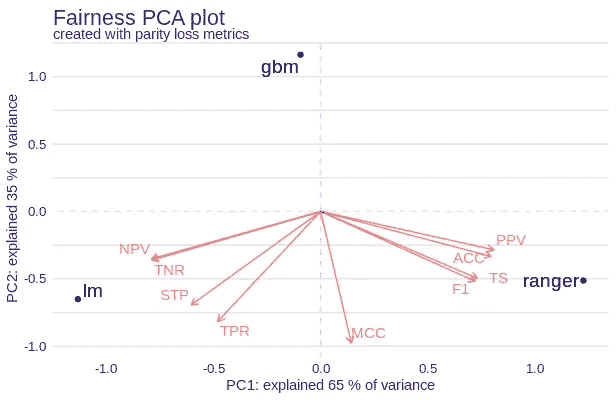 Fairness PCA plot
created with parity loss metrics
gbm
1.0
0.5
0.0
NPV
PPV
ACC
TNR
-0.5
lm
STP
F1
TS
ranger
TPR
MCC
-1.0
-1.0
-0.5
0.0
0.5
1.0
PC1: explained 65 % of variance
PC2: explained 35 % of variance